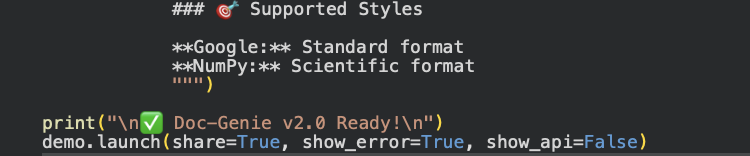 ### 🎯 Supported Styles
**Google:** Standard format
**NumPy:** Scientific format
""")
print("\n✅ Doc-Genie v2.0 Ready!\n")
demo.launch(share=True, show_error=True, show_api=False)